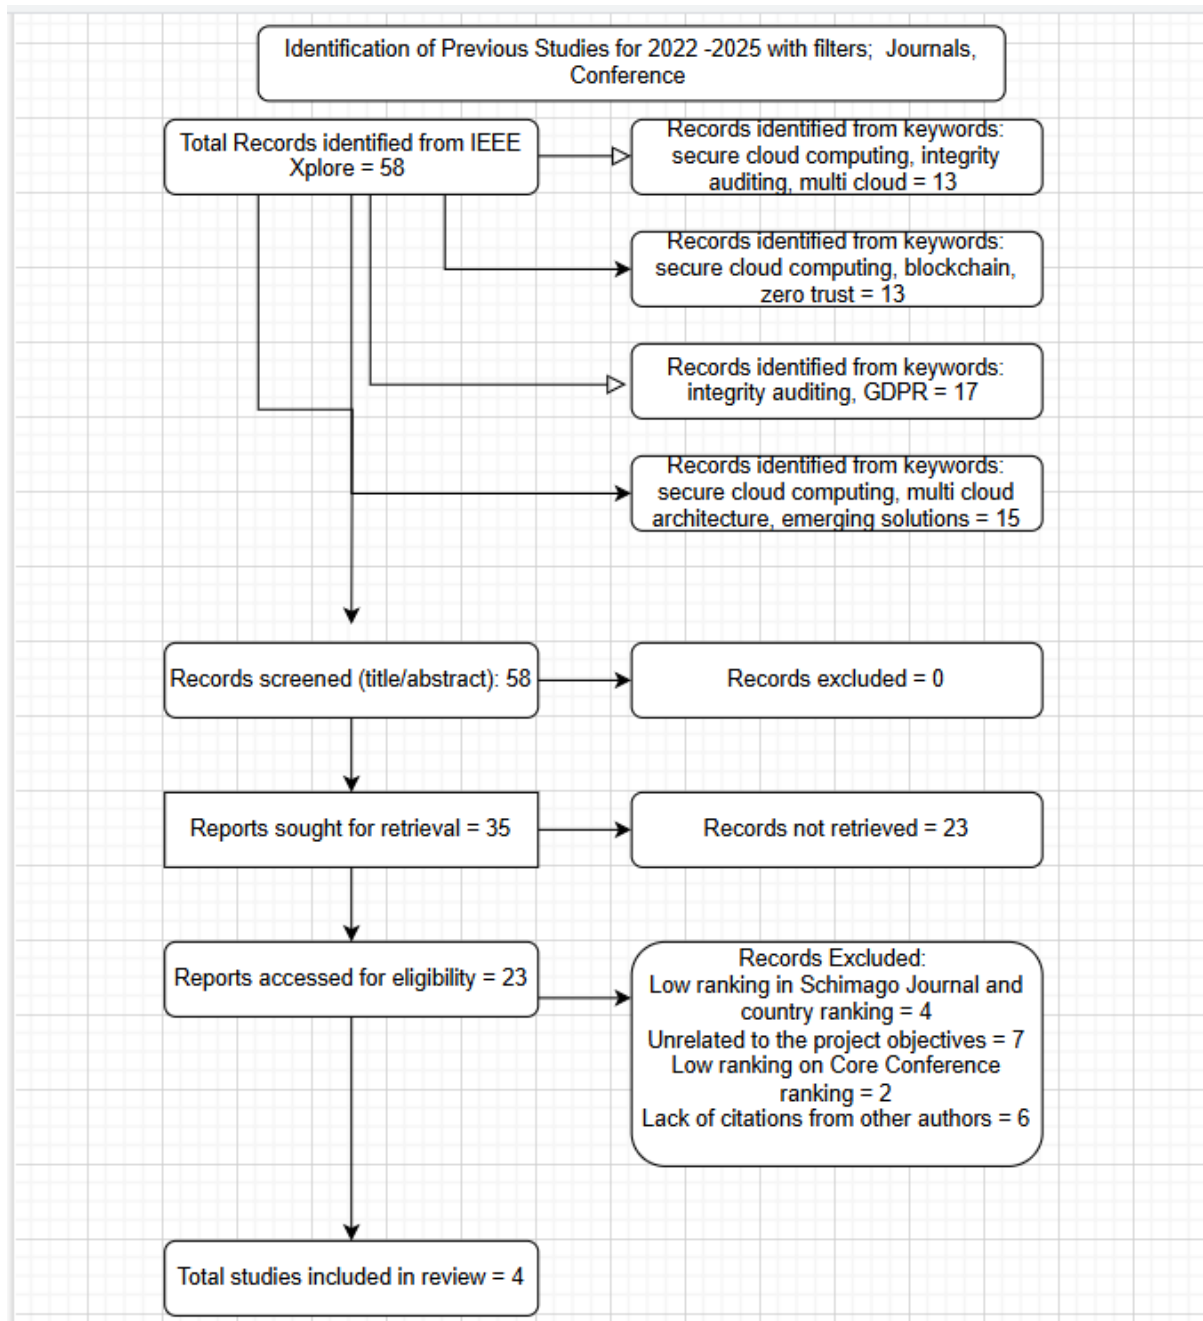 Identification of Previous Studies for 2022 -2025 with filters;  Journals,
Conference
Total Records identified from IEEE
Xplore = 58
Records identified from keywords:
secure cloud computing, integrity
auditing, multi cloud = 13
Records identified from keywords:
secure cloud computing, blockchain,
zero trust = 13
Records identified from keywords:
integrity auditing, GDPR = 17
Records identified from keywords:
secure cloud computing, multi cloud
architecture, emerging solutions = 15
Records screened (title/abstract): 58
Records excluded = 0
Reports sought for retrieval = 35
Records not retrieved = 23
Reports accessed for eligibility = 23
Records Excluded:
Low ranking in Schimago Journal and
country ranking = 4
Unrelated to the project objectives = 7
Low ranking on Core Conference
ranking = 2
Lack of citations from other authors = 6
Total studies included in review = 4